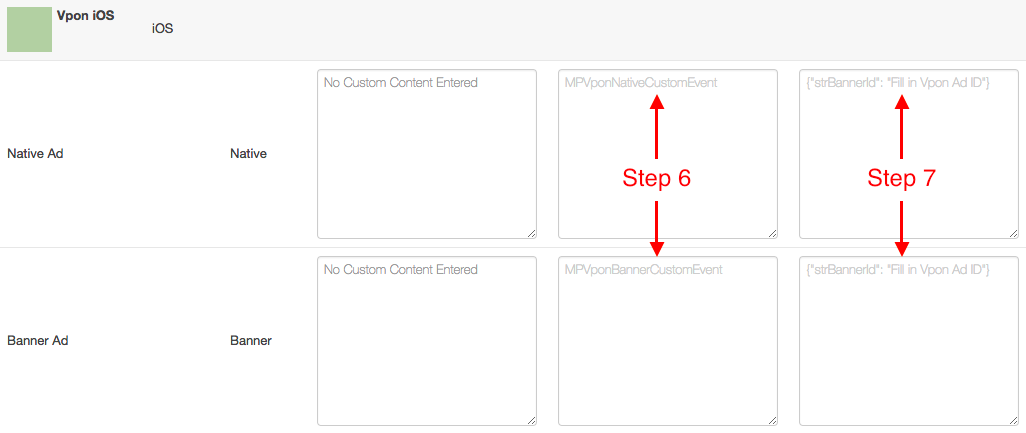 Vpon iOS
iOS
No Custom Content Entered
MPVponNativeCustomEvent
{"strBannerId": "Fill in Vpon Ad ID"}
Native Ad
Native
Step 6
Step 7
No Custom Content Entered
MPVponBannerCustomEvent
{"strBannerId": "Fill in Vpon Ad ID"}
Banner Ad
Banner